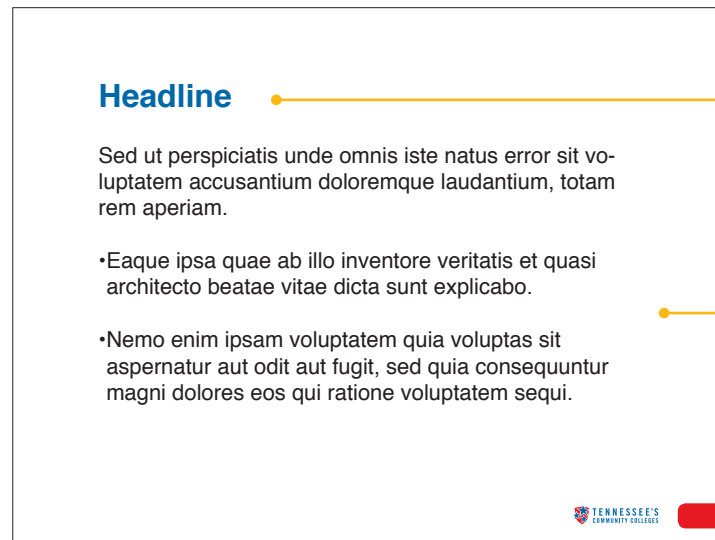 Headline
Sed ut perspiciatis unde omnis iste natus error sit vo-
luptatem accusantium doloremque laudantium, totam
rem aperiam.
•Eaque ipsa quae ab illo inventore veritatis et quasi
architecto beatae vitae dicta sunt explicabo.
•Nemo enim ipsam voluptatem quia voluptas sit
aspernatur aut odit aut fugit, sed quia consequuntur
magni dolores eos qui ratione voluptatem sequi.
TENNESSEE'S
COMMUNITY COLLEGES